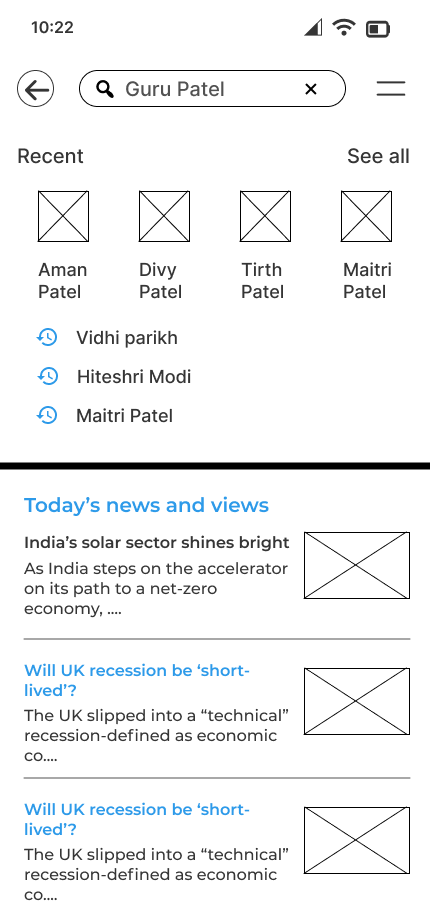 10:22
Guru Patel
Recent
See all
Aman Patel
Divy Patel
Tirth Patel
Maitri Patel
Vidhi parikh
Hiteshri Modi
Maitri Patel
Today’s news and views
India’s solar sector shines bright
As India steps on the accelerator
on its path to a net-zero
economy, ....
Will UK recession be ‘short-
lived’?
The UK slipped into a “technical”
recession-defined as economic
co....
Will UK recession be ‘short-
lived’?
The UK slipped into a “technical”
recession-defined as economic
co....